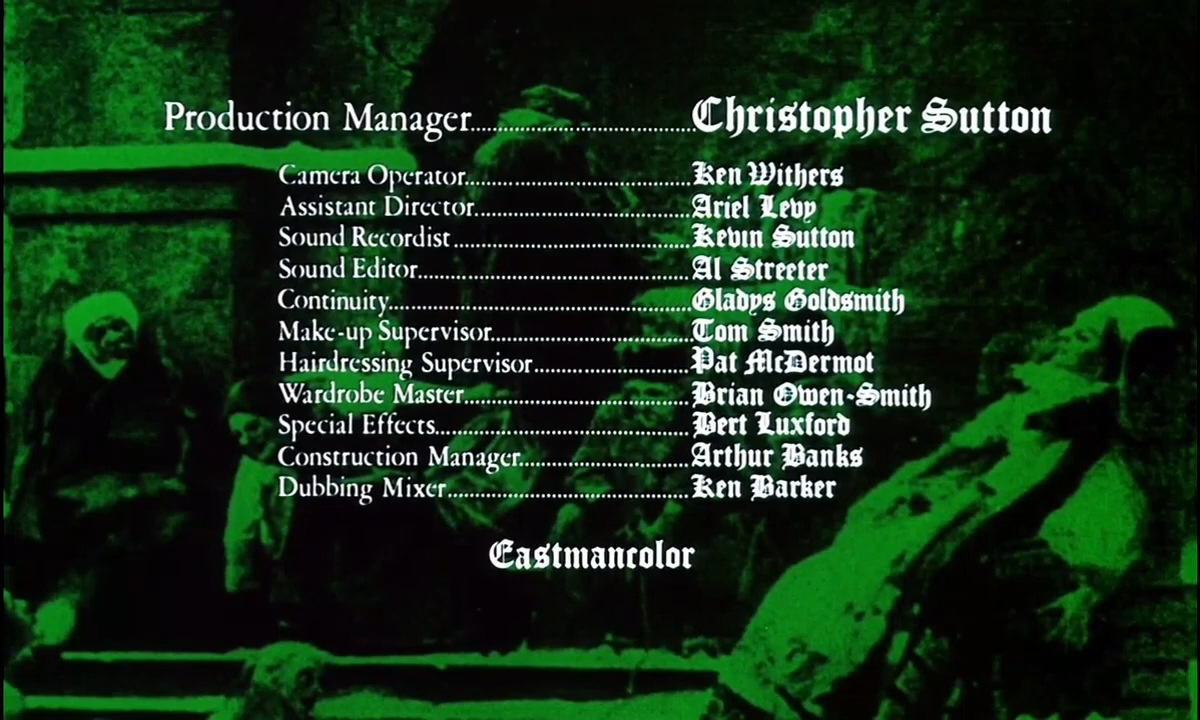 Production Manager..............................Christopher Sutton
Camera Operator........................................Ken Withers
Assistant Director......................................Ariel Levy
Sound Recordist..........................................Kevin Sutton
Sound Editor................................................Al Streeter
Continuity.....................................................Gladys Goldsmith
Make-up Supervisor...................................Tom Smith
Hairdressing Supervisor............................Pat McDermot
Wardrobe Master........................................Brian Owen-Smith
Special Effects.............................................Bert Luxford
Construction Manager..............................Arthur Banks
Dubbing Mixer...........................................Ken Barker
Eastmancolor